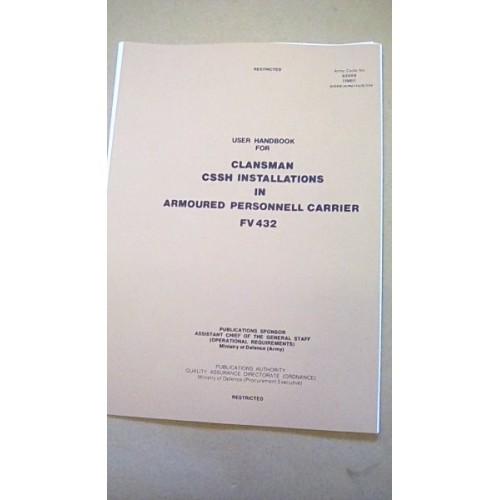 RESTRICTED
Army Code No
USER HANDBOOK
FOR
CLANSMAN
CSSH INSTALLATIONS
IN
ARMOURED PERSONNELL CARRIER
FV 432
PUBLICATIONS SPONSOR
ASSISTANT CHIEF OF THE GENERAL STAFF
(OPERATIONAL REQUIREMENTS)
Ministry of Defence (Army)
PUBLICATIONS AUTHORITY
QUALITY ASSURANCE DIRECTORATE (ORDNANCE)
Ministry of Defence (Procurement Executive)
RESTRICTED